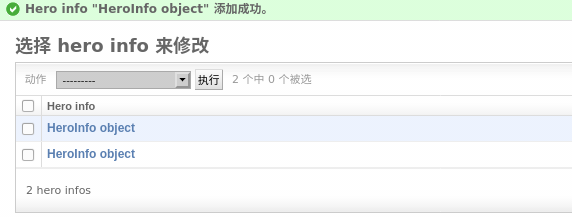 Hero info "HeroInfo object" 添加成功。
选择 hero info 来修改
动作 --------- 执行 2 个中 0 个被选
Hero info
HeroInfo object
HeroInfo object
2 hero infos